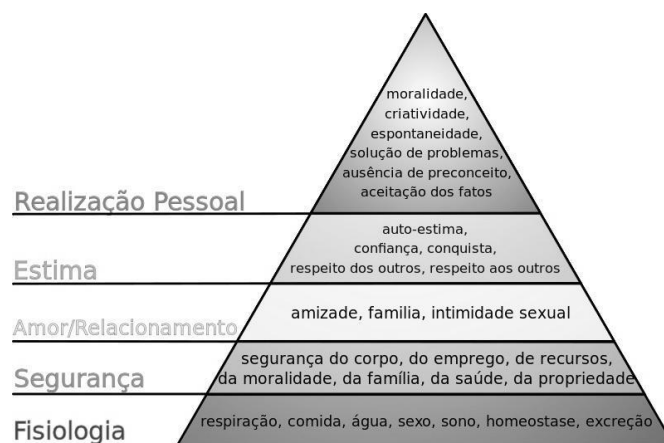 moralidade,
criatividade,
espontaneidade,
solução de problemas,
ausência de preconceito,
aceitação dos fatos
Realização Pessoal
auto-estima,
confiança, conquista,
respeito dos outros, respeito aos outros
Estima
amizade, familia, intimidade sexual
Amor/Relacionamento
segurança do corpo, do emprego, de recursos,
da moralidade, da família, da saúde, da propriedade
Segurança
respiração, comida, água, sexo, sono, homeostase, excreção
Fisiologia